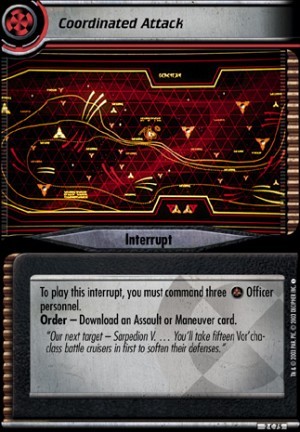 Coordinated Attack
Interrupt
To play this interrupt, you must command three Officer
personnel.
Order – Download an Assault or Maneuver card.
"Our next target – Sarpedion V. . . . You'll take fifteen Vor'cha-
class battle cruisers in first to soften their defenses."
2 C 75